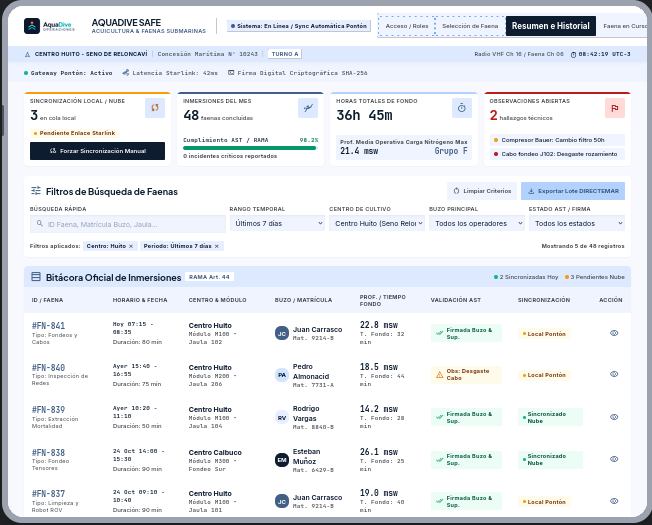 AquaDive
OPERACIONES
AQUADIVE SAFE
ACUICULTURA & FAENAS SUBMARINAS
Sistema: En Línea / Sync Automática Pontón
Acceso / Roles
Selección de Faena
Resumen e Historial
Faena en Curso
CENTRO HUITO - SENO DE RELONCAVÍ
Concesión Marítima N° 10243
TURNO A
Radio VHF Ch 16 / Faena Ch 06
08:42:19 UTC-3
Gateway Pontón: Activo
Latencia Starlink: 42ms
Firma Digital Criptográfica SHA-256
SINCRONIZACIÓN LOCAL / NUBE
3 en cola local
Pendiente Enlace Starlink
Forzar Sincronización Manual
INMERSIONES DEL MES
48 faenas concluidas
Cumplimiento AST / RAMA
98.2%
0 incidentes críticos reportados
HORAS TOTALES DE FONDO
36h 45m
Prof. Media Operativa
Carga Nitrógeno Max
21.4 msw
Grupo F
OBSERVACIONES ABIERTAS
2 hallazgos técnicos
Compresor Bauer: Cambio filtro 50h
Cabo fondeo J102: Desgaste rozamiento
Filtros de Búsqueda de Faenas
Limpiar Criterios
Exportar Lote DIRECTEMAR
BÚSQUEDA RÁPIDA
RANGO TEMPORAL
CENTRO DE CULTIVO
BUZO PRINCIPAL
ESTADO AST / FIRMA
ID Faena, Matrícula Buzo, Jaula...
Últimos 7 días
Centro Huito (Seno Relon
Todos los operadores
Todos los estados
Filtros aplicados:
Centro: Huito ×
Período: Últimos 7 días ×
Mostrando 5 de 48 registros
Bitácora Oficial de Inmersiones
RAMA Art. 44
2 Sincronizadas Hoy
3 Pendientes Nube
ID / FAENA
HORARIO & FECHA
CENTRO & MÓDULO
BUZO / MATRÍCULA
PROF. / TIEMPO FONDO
VALIDACIÓN AST
SINCRONIZACIÓN
ACCIÓN
#FN-841
Tipo: Fondeos y Cabos
Hoy 07:15 - 08:35
Duración: 80 min
Centro Huito
Módulo M100 - Jaula 102
JC
Juan Carrasco
Mat. 9214-B
22.8 msw
T. Fondo: 32 min
Firmada Buzo & Sup.
Local Pontón
#FN-840
Tipo: Inspección de Redes
Ayer 15:40 - 16:55
Duración: 75 min
Centro Huito
Módulo M200 - Jaula 206
PA
Pedro Almonacid
Mat. 7731-A
18.5 msw
T. Fondo: 44 min
Obs: Desgaste Cabo
Local Pontón
#FN-839
Tipo: Extracción Mortalidad
Ayer 10:20 - 11:10
Duración: 50 min
Centro Huito
Módulo M100 - Jaula 104
RV
Rodrigo Vargas
Mat. 8840-B
14.2 msw
T. Fondo: 28 min
Firmada Buzo & Sup.
Sincronizado Nube
#FN-838
Tipo: Fondeo Tensores
24 Oct 14:00 - 15:30
Duración: 90 min
Centro Calbuco
Módulo M300 - Fondeo Sur
EM
Esteban Muñoz
Mat. 6429-B
26.1 msw
T. Fondo: 25 min
Firmada Buzo & Sup.
Sincronizado Nube
#FN-837
Tipo: Limpieza y Robot ROV
24 Oct 09:10 - 10:40
Duración: 90 min
Centro Huito
Módulo M100 - Jaula 101
JC
Juan Carrasco
Mat. 9214-B
19.0 msw
T. Fondo: 40 min
Firmada Buzo & Sup.
Local Pontón